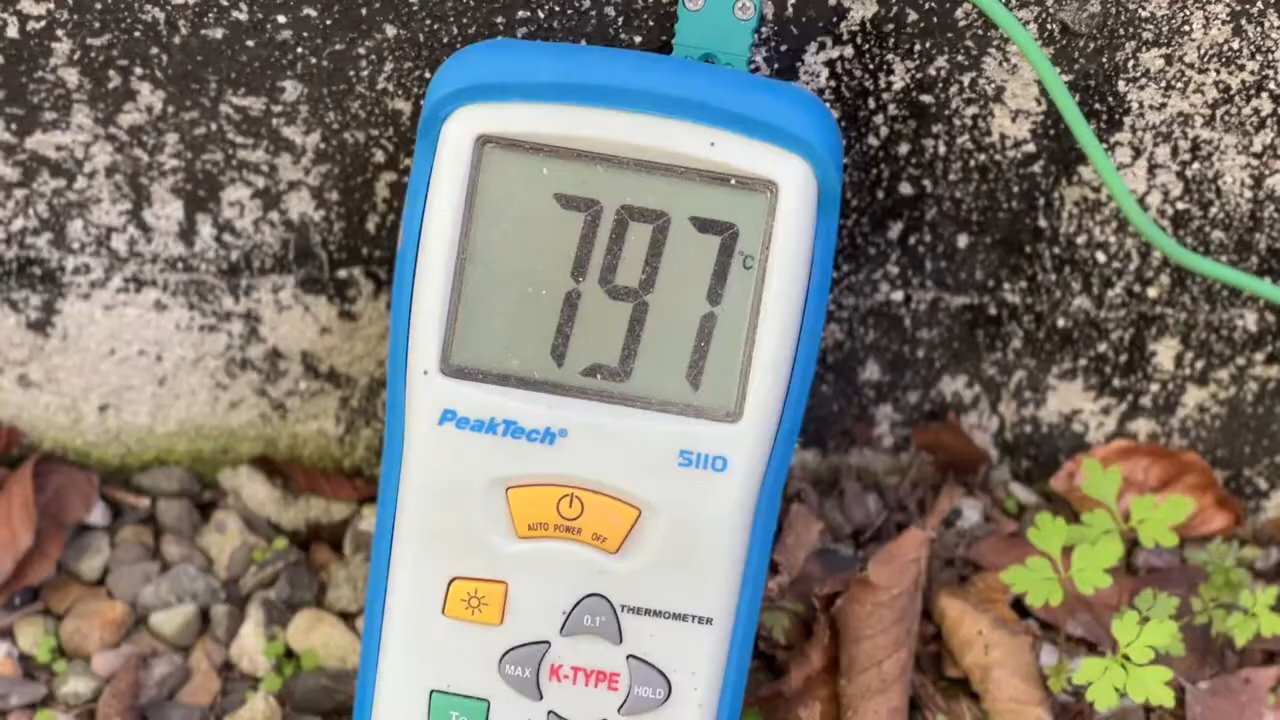 797
°C
PeakTech®
5110
AUTO POWER OFF
THERMOMETER
0.1°
MAX
K-TYPE
HOLD